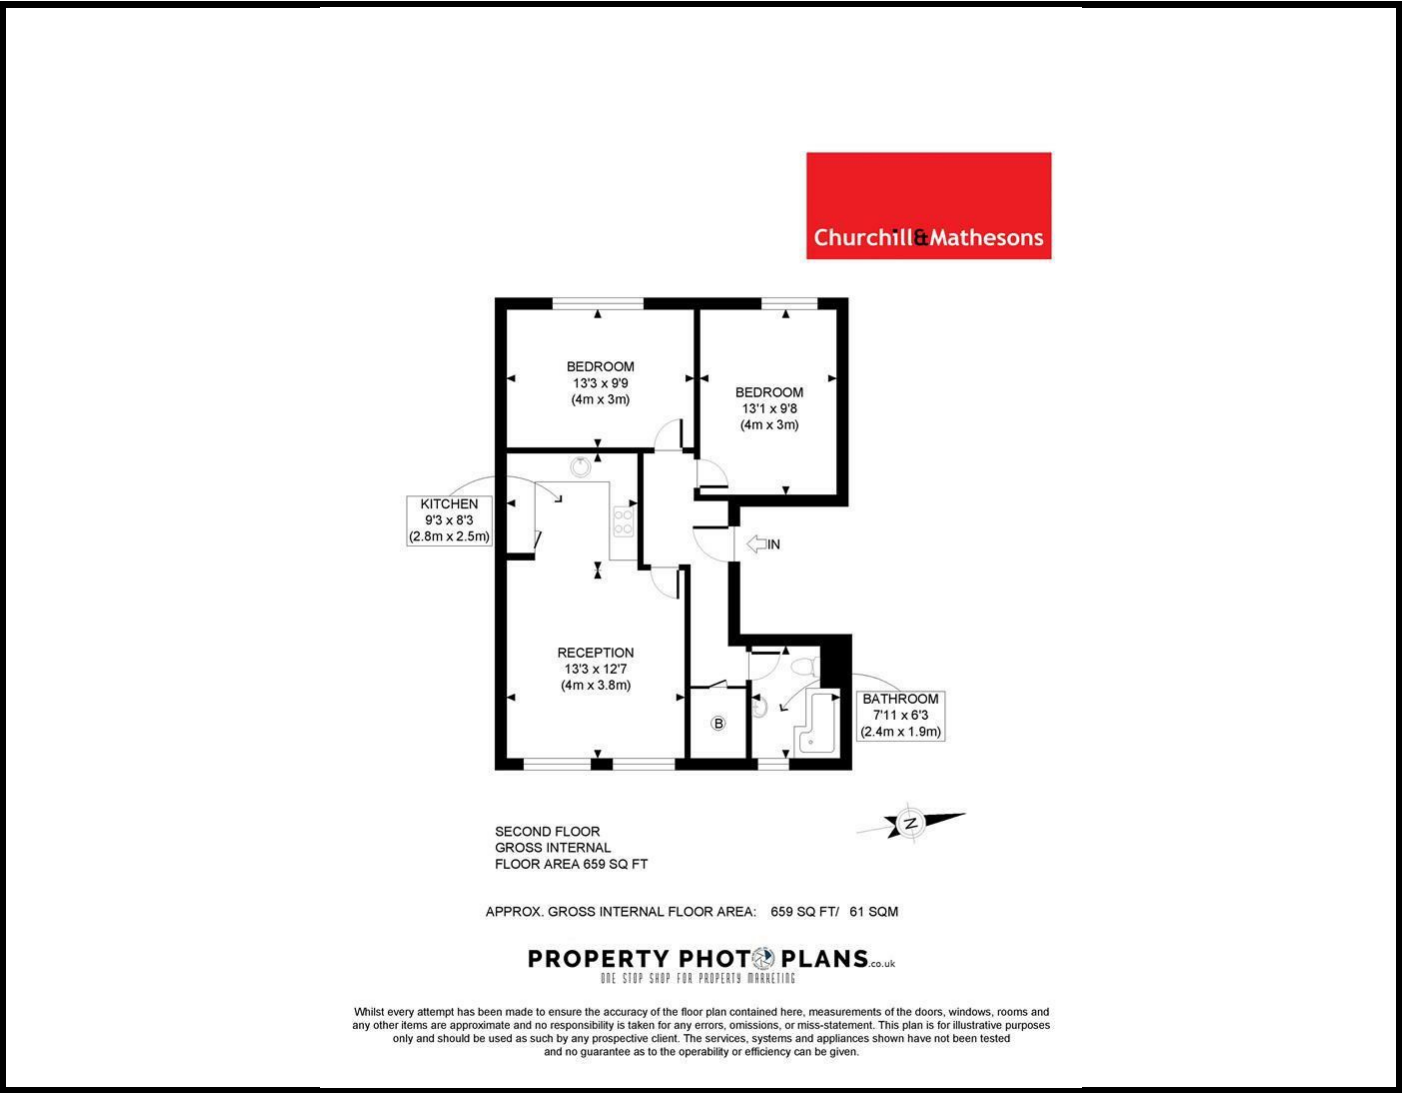 Churchill&Mathesons
BEDROOM
13'3 x 9'9
(4m x 3m)
BEDROOM
13'1 x 9'8
(4m x 3m)
KITCHEN
9'3 x 8'3
(2.8m x 2.5m)
IN
RECEPTION
13'3 x 12'7
(4m x 3.8m)
B
BATHROOM
7'11 x 6'3
(2.4m x 1.9m)
N
SECOND FLOOR
GROSS INTERNAL
FLOOR AREA 659 SQ FT
APPROX. GROSS INTERNAL FLOOR AREA: 659 SQ FT/ 61 SQM
PROPERTY PHOTO PLANS.co.uk
ONE STOP SHOP FOR PROPERTY MARKETING
Whilst every attempt has been made to ensure the accuracy of the floor plan contained here, measurements of the doors, windows, rooms and
any other items are approximate and no responsibility is taken for any errors, omissions, or miss-statement. This plan is for illustrative purposes
only and should be used as such by any prospective client. The services, systems and appliances shown have not been tested
and no guarantee as to the operability or efficiency can be given.